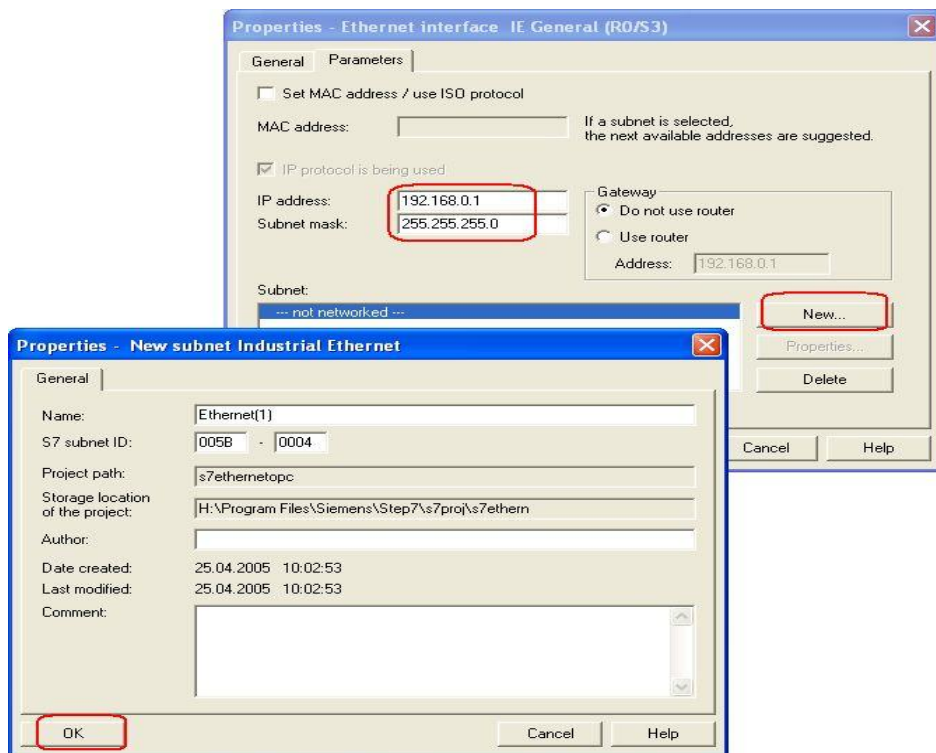 Properties - Ethernet interface IE General (R0/S3)
General Parameters
Set MAC address / use ISO protocol
MAC address:
If a subnet is selected,
the next available addresses are suggested.
IP protocol is being used
IP address: 192.168.0.1
Subnet mask: 255.255.255.0
Gateway
Do not use router
Use router
Address: 192.168.0.1
Subnet:
--- not networked ---
New...
Properties...
Delete
Cancel Help
Properties - New subnet Industrial Ethernet
General
Name: Ethernet(1)
S7 subnet ID: 005B - 0004
Project path: s7ethernetopc
Storage location
of the project: H:\Program Files\Siemens\Step7\s7proj\s7ethern
Author:
Date created: 25.04.2005 10:02:53
Last modified: 25.04.2005 10:02:53
Comment:
OK Cancel Help